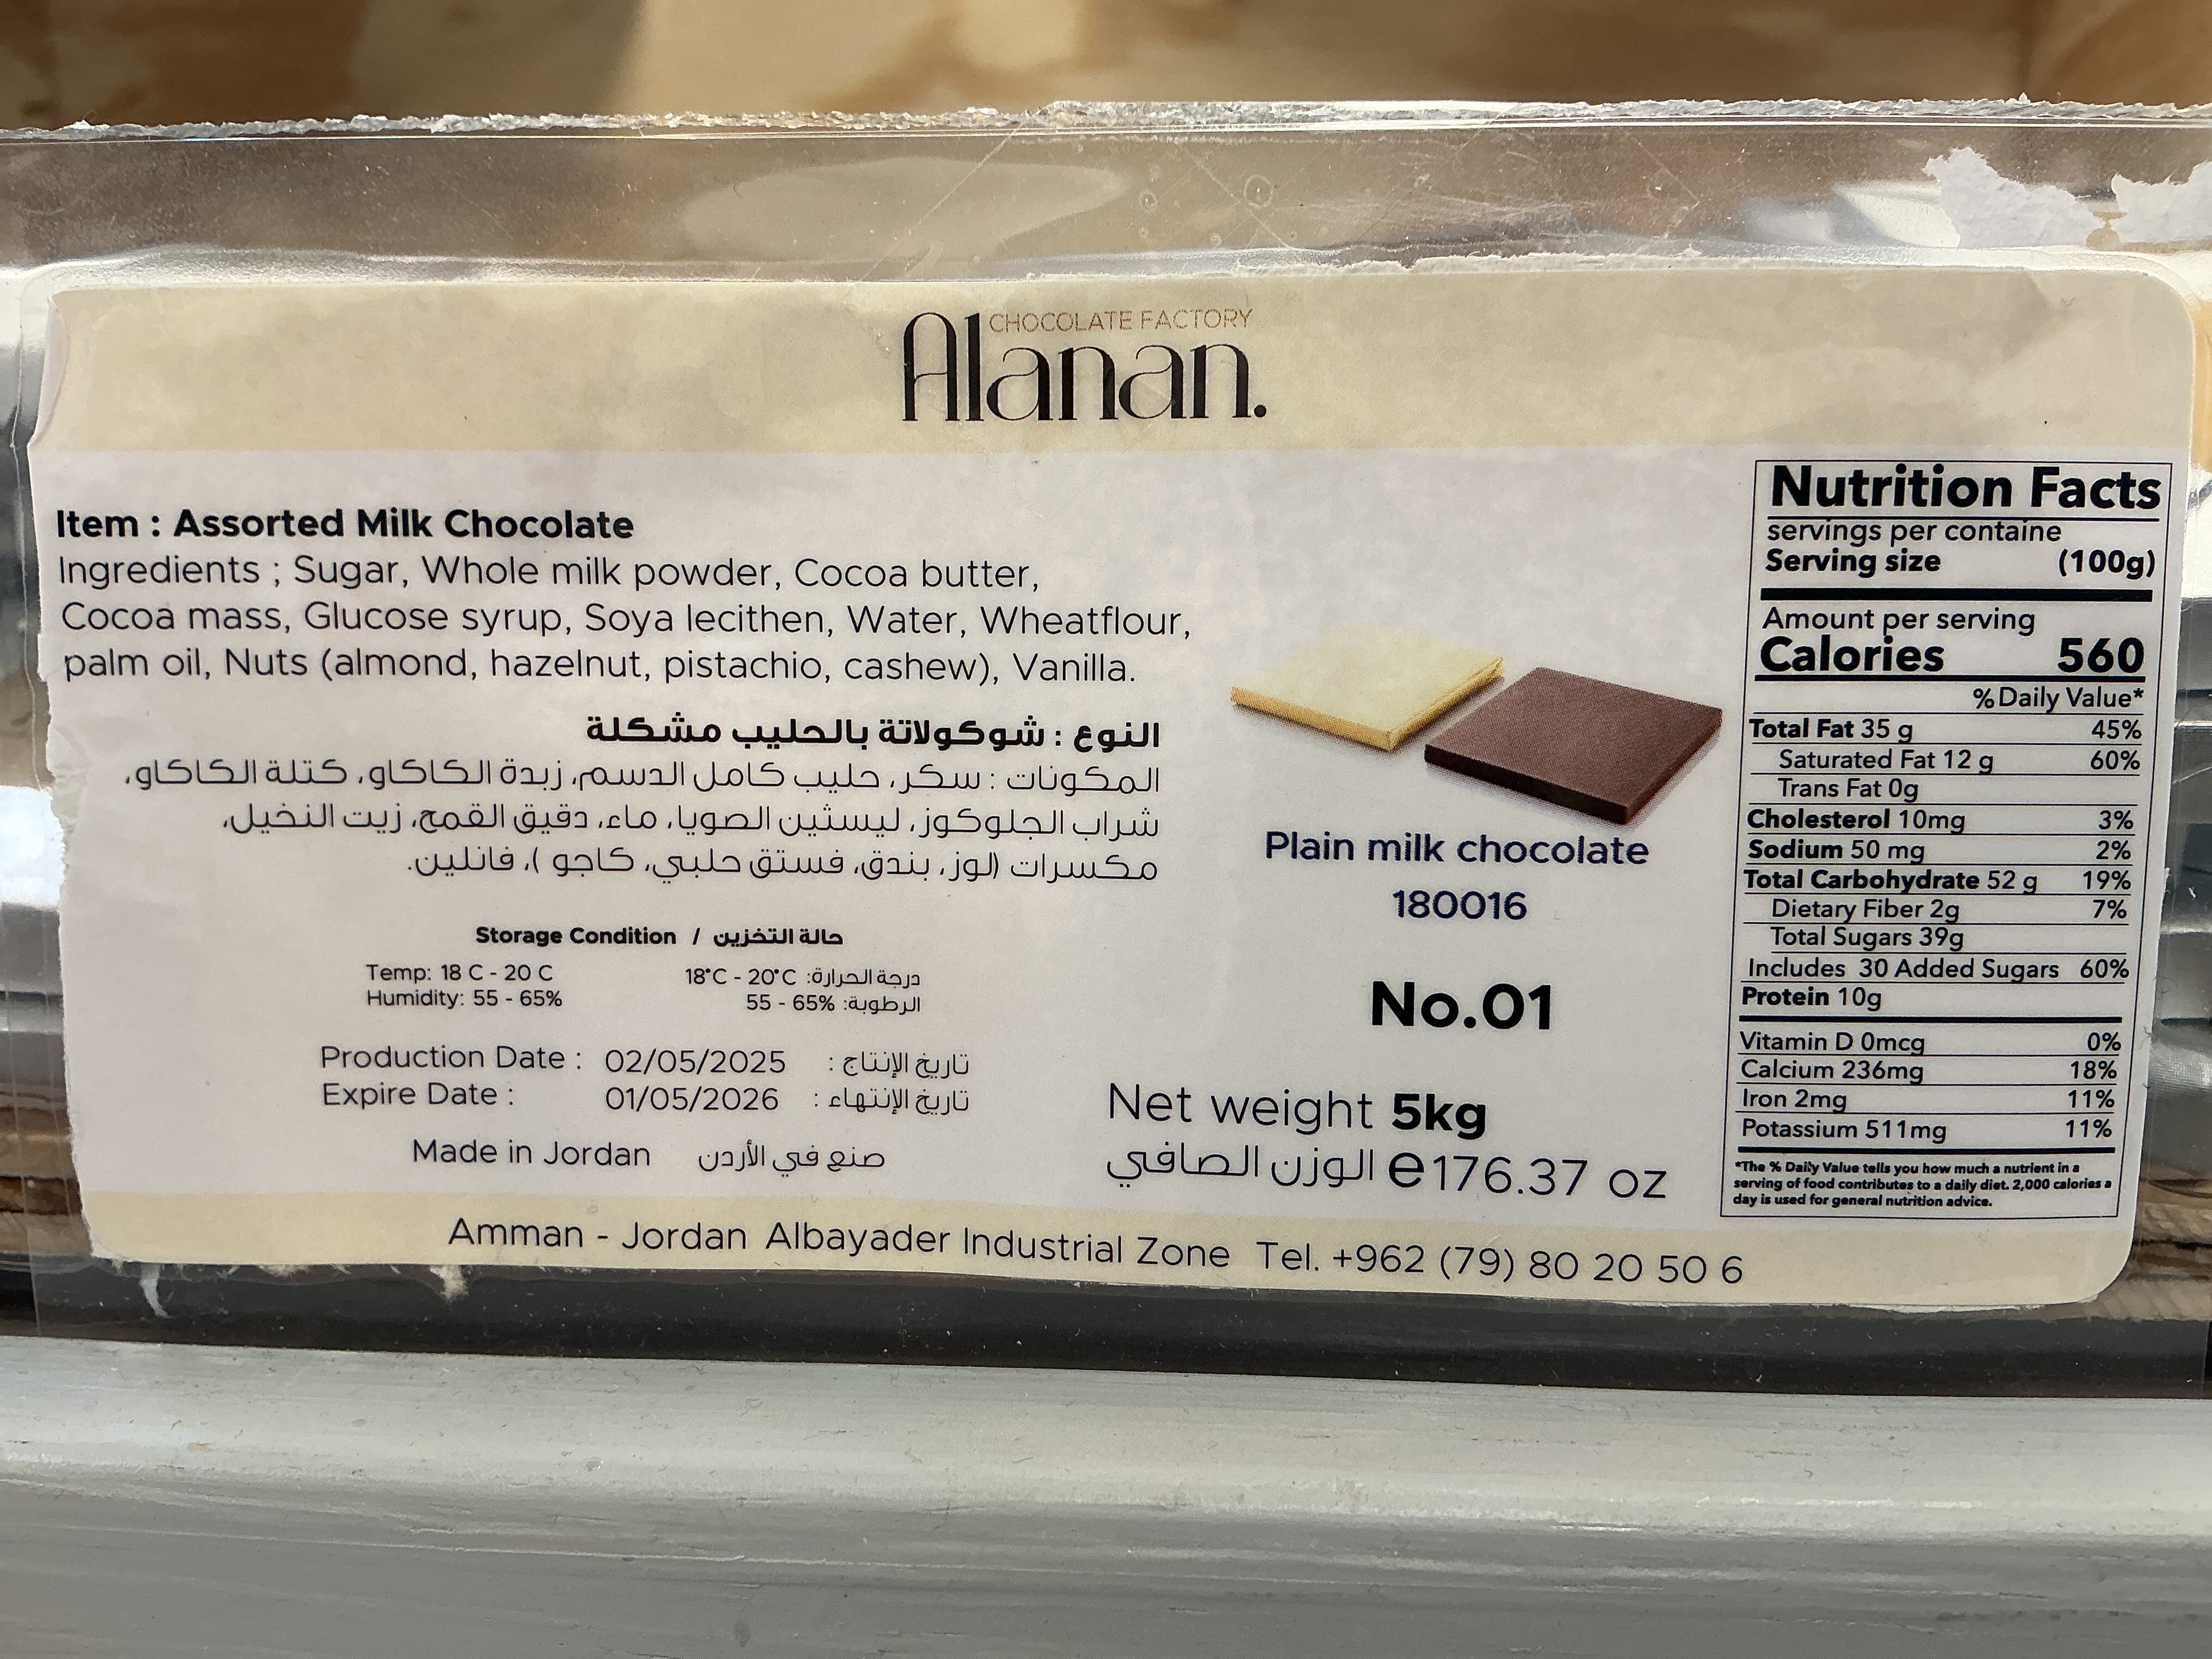 CHOCOLATE FACTORY
Alanan.
Item : Assorted Milk Chocolate
Ingredients ; Sugar, Whole milk powder, Cocoa butter,
Cocoa mass, Glucose syrup, Soya lecithen, Water, Wheatflour,
palm oil, Nuts (almond, hazelnut, pistachio, cashew), Vanilla.
النوع : شوكولاتة بالحليب مشكلة
المكونات : سكر، حليب كامل الدسم، زبدة الكاكاو، كتلة الكاكاو،
شراب الجلوكوز، ليستين الصويا، ماء، دقيق القمح، زيت النخيل،
مكسرات (لوز، بندق، فستق حلبي، كاجو )، فانلين.
Storage Condition / حالة التخزين
Temp: 18 C - 20 C
Humidity: 55 - 65%
درجة الحرارة: 18°C - 20°C
الرطوبة: 55 - 65%
Production Date : 02/05/2025 تاريخ الإنتاج :
Expire Date : 01/05/2026 تاريخ الإنتهاء :
Made in Jordan صنع في الأردن
Plain milk chocolate
180016
No.01
Net weight 5kg
الوزن الصافي e176.37 oz
Nutrition Facts
servings per containe
Serving size (100g)
Amount per serving
Calories 560
% Daily Value*
Total Fat 35 g 45%
Saturated Fat 12 g 60%
Trans Fat 0g
Cholesterol 10mg 3%
Sodium 50 mg 2%
Total Carbohydrate 52 g 19%
Dietary Fiber 2g 7%
Total Sugars 39g
Includes 30 Added Sugars 60%
Protein 10g
Vitamin D 0mcg 0%
Calcium 236mg 18%
Iron 2mg 11%
Potassium 511mg 11%
*The % Daily Value tells you how much a nutrient in a
serving of food contributes to a daily diet. 2,000 calories a
day is used for general nutrition advice.
Amman - Jordan Albayader Industrial Zone Tel. +962 (79) 80 20 50 6